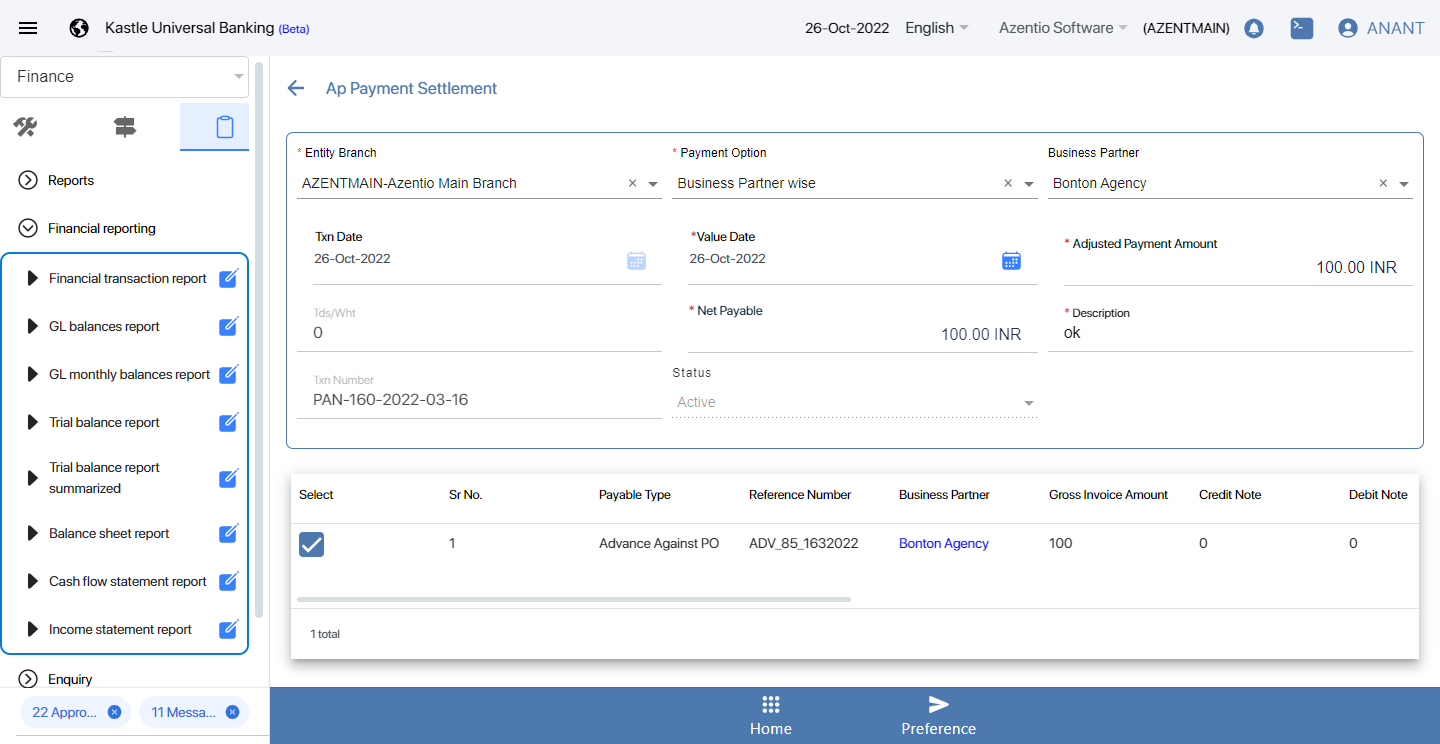 Kastle Universal Banking (Beta)
26-Oct-2022 English Azentio Software (AZENTMAIN) ANANT
Finance
Reports
Financial reporting
Financial transaction report
GL balances report
GL monthly balances report
Trial balance report
Trial balance report
summarized
Balance sheet report
Cash flow statement report
Income statement report
Enquiry
22 Appro...
11 Messa...
Ap Payment Settlement
* Entity Branch
* Payment Option
Business Partner
AZENTMAIN-Azentio Main Branch
Business Partner wise
Bonton Agency
Txn Date
*Value Date
* Adjusted Payment Amount
26-Oct-2022
26-Oct-2022
100.00 INR
Tds/Wht
* Net Payable
* Description
0
100.00 INR
ok
Txn Number
Status
PAN-160-2022-03-16
Active
Select Sr No. Payable Type Reference Number Business Partner Gross Invoice Amount Credit Note Debit Note
1 Advance Against PO ADV_85_1632022 Bonton Agency 100 0 0
1 total
Home
Preference